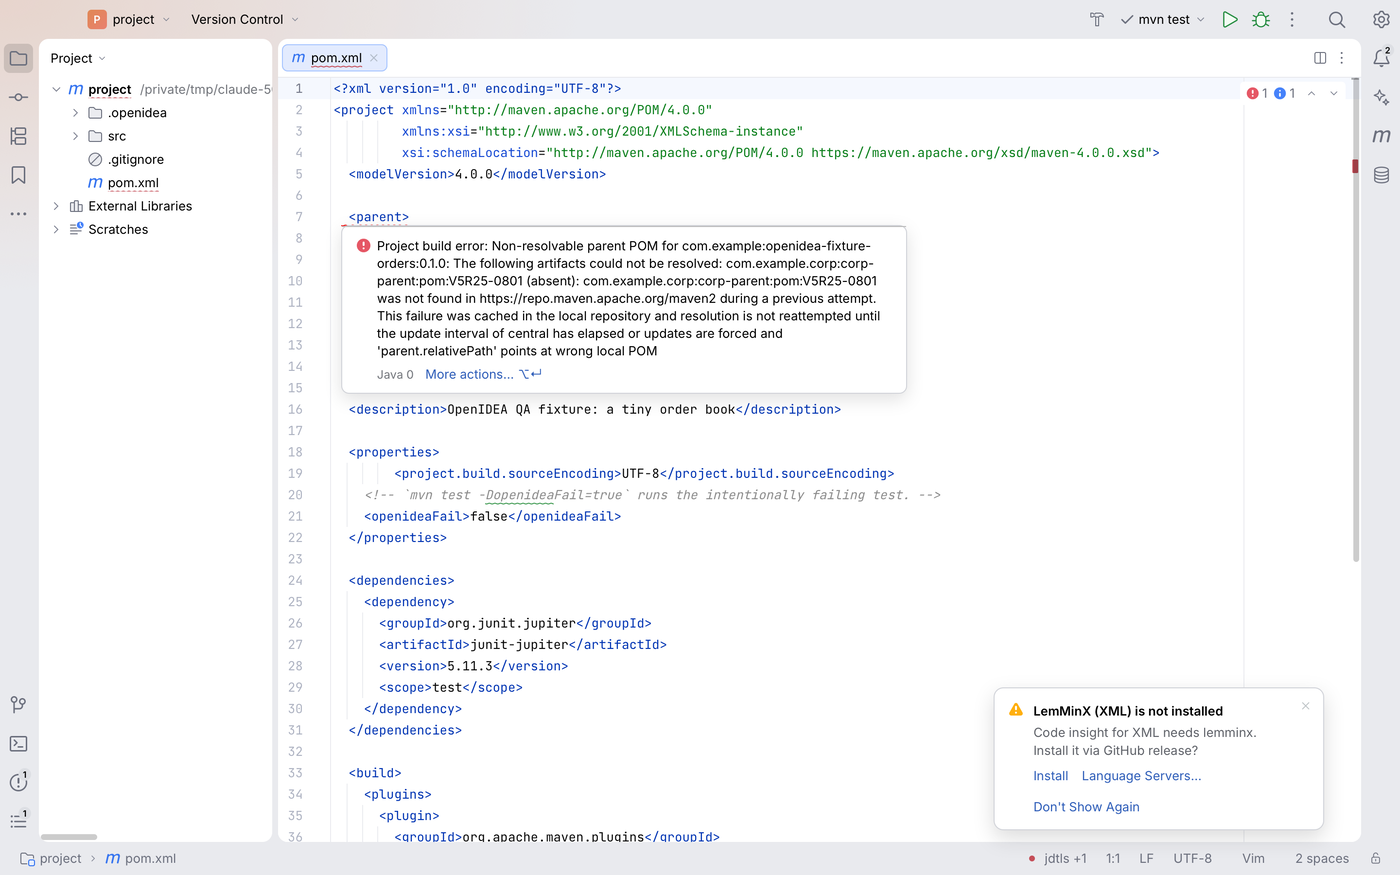 P project Version Control mvn test
Project
pom.xml
2
project /private/tmp/claude-5
.openidea
src
.gitignore
pom.xml
External Libraries
Scratches
1 <?xml version="1.0" encoding="UTF-8"?>
1 1
2 <project xmlns="http://maven.apache.org/POM/4.0.0"
3 xmlns:xsi="http://www.w3.org/2001/XMLSchema-instance"
4 xsi:schemaLocation="http://maven.apache.org/POM/4.0.0 https://maven.apache.org/xsd/maven-4.0.0.xsd">
5 <modelVersion>4.0.0</modelVersion>
6
7 <parent>
8
9
10
11
12
13
14
15
Project build error: Non-resolvable parent POM for com.example:openidea-fixture-
orders:0.1.0: The following artifacts could not be resolved: com.example.corp:corp-
parent:pom:V5R25-0801 (absent): com.example.corp:corp-parent:pom:V5R25-0801
was not found in https://repo.maven.apache.org/maven2 during a previous attempt.
This failure was cached in the local repository and resolution is not reattempted until
the update interval of central has elapsed or updates are forced and
'parent.relativePath' points at wrong local POM
Java 0 More actions... ⌥↩
16 <description>OpenIDEA QA fixture: a tiny order book</description>
17
18 <properties>
19 <project.build.sourceEncoding>UTF-8</project.build.sourceEncoding>
20 <!-- `mvn test -DopenideaFail=true` runs the intentionally failing test. -->
21 <openideaFail>false</openideaFail>
22 </properties>
23
24 <dependencies>
25 <dependency>
26 <groupId>org.junit.jupiter</groupId>
27 <artifactId>junit-jupiter</artifactId>
28 <version>5.11.3</version>
29 <scope>test</scope>
30 </dependency>
31 </dependencies>
32
33 <build>
34 <plugins>
35 <plugin>
36 <groupId>org.apache.maven.plugins</groupId>
LemMinX (XML) is not installed
Code insight for XML needs lemminx.
Install it via GitHub release?
Install Language Servers...
Don't Show Again
1
1
project › pom.xml jdtls +1 1:1 LF UTF-8 Vim 2 spaces